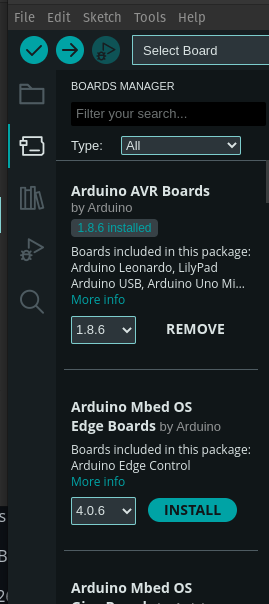 File Edit Sketch Tools Help
Select Board
BOARDS MANAGER
Filter your search...
Type: All
Arduino AVR Boards
by Arduino
1.8.6 installed
Boards included in this package:
Arduino Leonardo, LilyPad
Arduino USB, Arduino Uno Mi...
More info
1.8.6 REMOVE
Arduino Mbed OS
Edge Boards by Arduino
Boards included in this package:
Arduino Edge Control
More info
4.0.6 INSTALL
Arduino Mbed OS